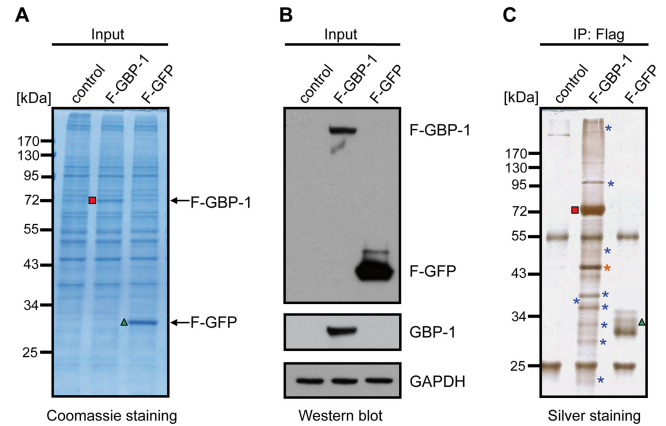 A
Input
control
F-GBP-1
F-GFP
[kDa]
170
130
95
72
55
43
34
25
F-GBP-1
F-GFP
Coomassie staining
B
Input
control
F-GBP-1
F-GFP
F-GBP-1
F-GFP
GBP-1
GAPDH
Western blot
C
IP: Flag
control
F-GBP-1
F-GFP
[kDa]
170
130
95
72
55
43
34
25
*
*
*
*
*
*
*
*
*
*
Silver staining